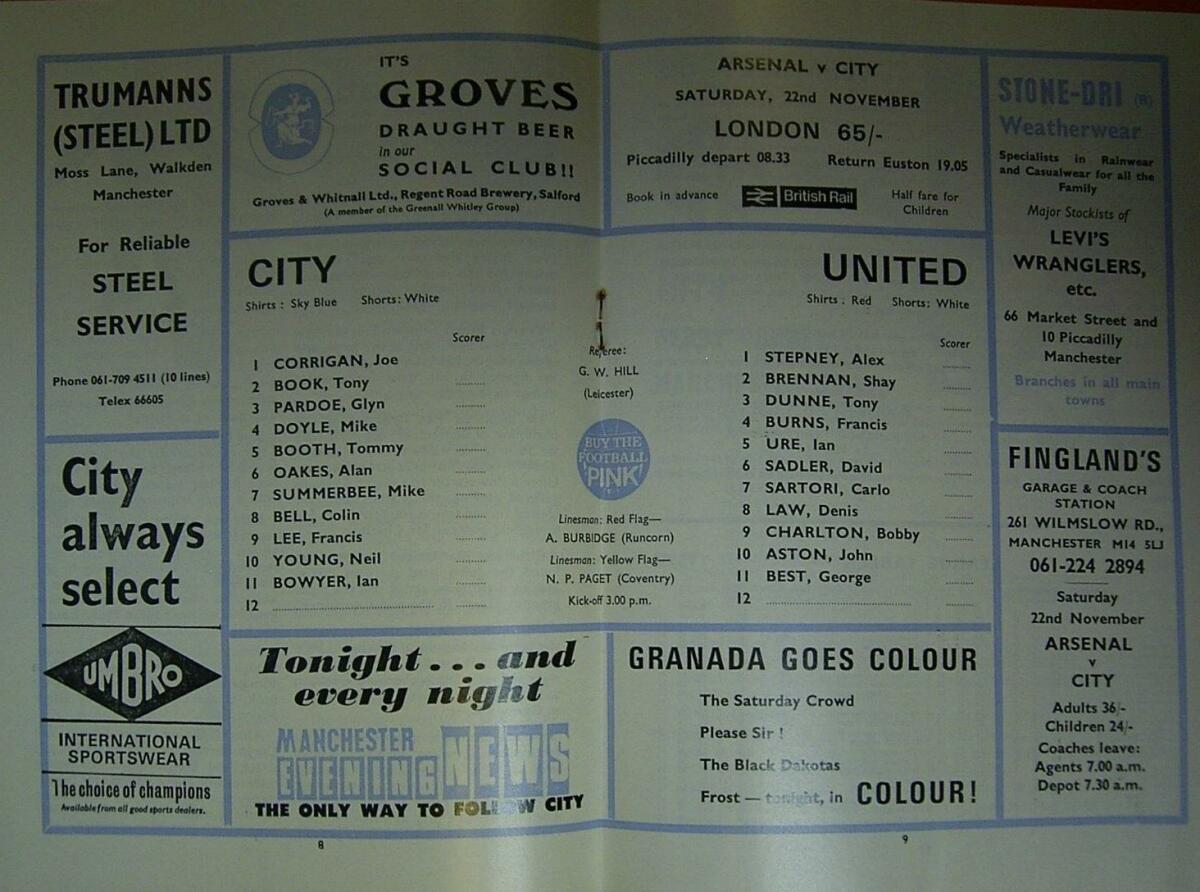 TRUMANNS
(STEEL) LTD
Moss Lane, Walkden
Manchester
For Reliable
STEEL
SERVICE
Phone 061-709 4511 (10 lines)
Telex 66605
City
always
select
UMBRO
INTERNATIONAL
SPORTSWEAR
The choice of champions
Available from all good sports dealers.
IT'S
GROVES
DRAUGHT BEER
in our
SOCIAL CLUB!!
Groves & Whitnall Ltd., Regent Road Brewery, Salford
(A member of the Greenall Whitley Group)
ARSENAL v CITY
SATURDAY, 22nd NOVEMBER
LONDON 65/-
Piccadilly depart 08.33 Return Euston 19.05
Book in advance
British Rail
Half fare for
Children
CITY
Shirts : Sky Blue Shorts: White
Scorer
1 CORRIGAN, Joe
2 BOOK, Tony ..........
3 PARDOE, Glyn ..........
4 DOYLE, Mike ..........
5 BOOTH, Tommy ..........
6 OAKES, Alan ..........
7 SUMMERBEE, Mike ..........
8 BELL, Colin ..........
9 LEE, Francis ..........
10 YOUNG, Neil ..........
11 BOWYER, Ian ..........
12 .......................................... ..........
Referee:
G. W. HILL
(Leicester)
BUY THE
FOOTBALL
'PINK'
Linesman: Red Flag—
A. BURBIDGE (Runcorn)
Linesman: Yellow Flag—
N. P. PAGET (Coventry)
Kick-off 3.00 p.m.
UNITED
Shirts : Red Shorts: White
Scorer
1 STEPNEY, Alex ..........
2 BRENNAN, Shay ..........
3 DUNNE, Tony ..........
4 BURNS, Francis ..........
5 URE, Ian ..........
6 SADLER, David ..........
7 SARTORI, Carlo ..........
8 LAW, Denis ..........
9 CHARLTON, Bobby ..........
10 ASTON, John ..........
11 BEST, George ..........
12 .......................................... ..........
Tonight . . . and
every night
MANCHESTER
EVENING NEWS
THE ONLY WAY TO FOLLOW CITY
GRANADA GOES COLOUR
The Saturday Crowd
Please Sir !
The Black Dakotas
Frost — tonight, in COLOUR!
STONE-DRI (R)
Weatherwear
Specialists in Rainwear
and Casualwear for all the
Family
Major Stockists of
LEVI'S
WRANGLERS,
etc.
66 Market Street and
10 Piccadilly
Manchester
Branches in all main
towns
FINGLAND'S
GARAGE & COACH
STATION
261 WILMSLOW RD.,
MANCHESTER M14 5LJ
061-224 2894
Saturday
22nd November
ARSENAL
v
CITY
Adults 36/-
Children 24/-
Coaches leave:
Agents 7.00 a.m.
Depot 7.30 a.m.
8
9